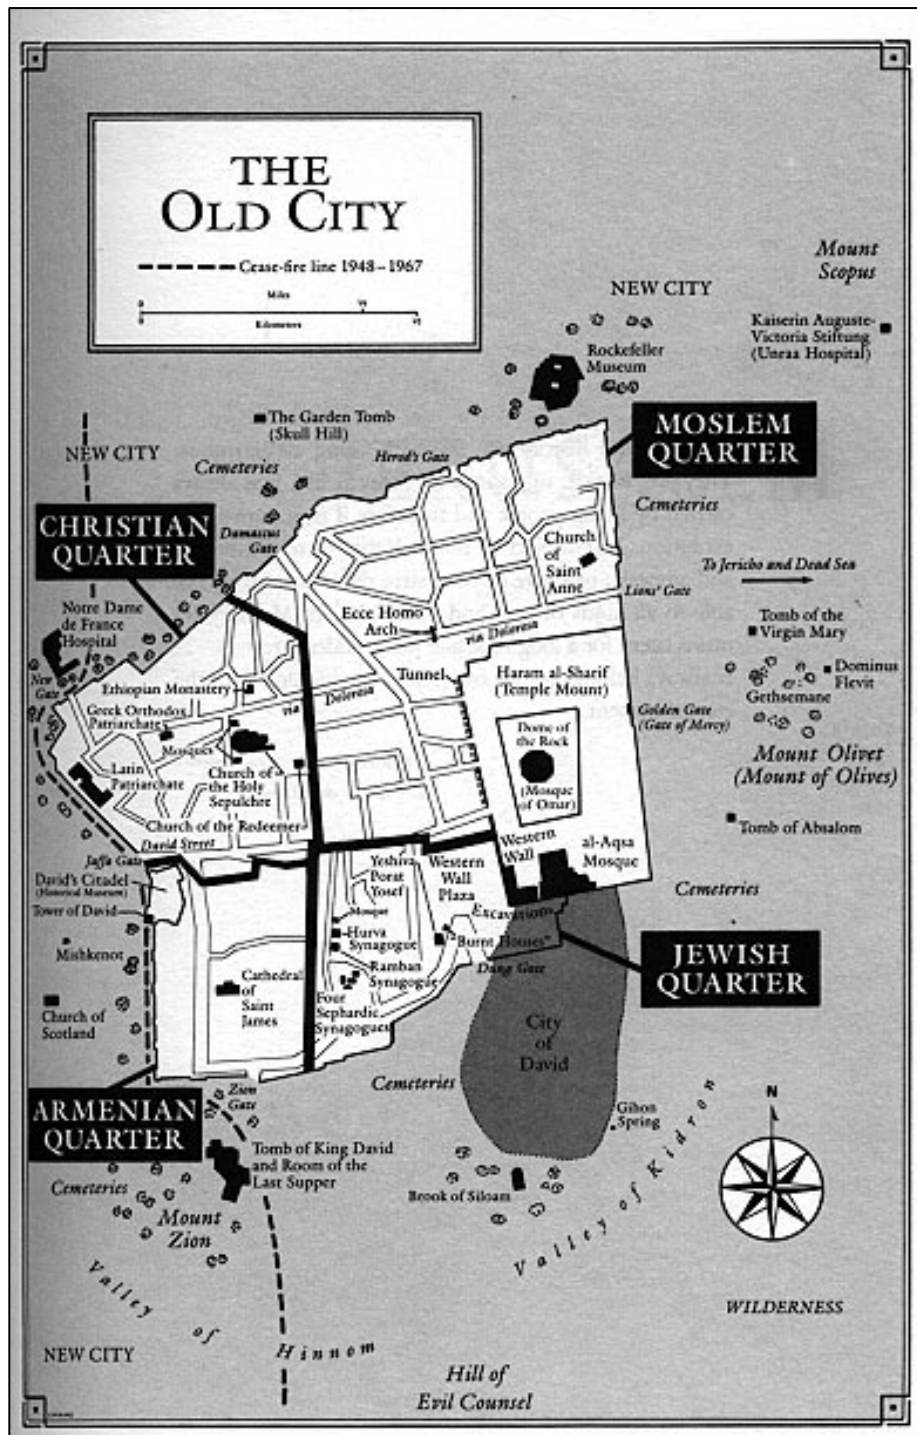 THE
OLD CITY
Cease-fire line 1948–1967
Miles
Kilometers
Mount
Scopus
NEW CITY
Kaiserin Auguste-
Victoria Stiftung
(Unraa Hospital)
Rockefeller
Museum
MOSLEM
QUARTER
The Garden Tomb
(Skull Hill)
NEW CITY
Cemeteries
Herod's Gate
Cemeteries
CHRISTIAN
QUARTER
Damascus
Gate
Church
of
Saint
Anne
To Jericho and Dead Sea
Lions' Gate
Notre Dame
de France
Hospital
Ecce Homo
Arch
via Dolorosa
Tomb of the
Virgin Mary
New
Gate
Ethiopian Monastery
Tunnel
Haram al-Sharif
(Temple Mount)
Dominus
Flevit
Gethsemane
Greek Orthodox
Patriarchate
via Dolorosa
Golden Gate
(Gate of Mercy)
Mosques
Dome of
the Rock
(Mosque
of Omar)
Mount Olivet
(Mount of Olives)
Latin
Patriarchate
Church of
the Holy
Sepulchre
Church of the Redeemer
David Street
Tomb of Absalom
Jaffa Gate
Western
Wall
al-Aqsa
Mosque
David's Citadel
(Historical Museum)
Yeshiva
Porat
Yosef
Western
Wall
Plaza
Cemeteries
Tower of David
Mosque
Excavations
Mishkenot
Hurva
Synagogue
"Burnt Houses"
JEWISH
QUARTER
Dung Gate
Cathedral
of
Saint
James
Ramban
Synagogue
Church of
Scotland
Four
Sephardic
Synagogues
City
of
David
Cemeteries
Zion
Gate
ARMENIAN
QUARTER
Gihon
Spring
N
Tomb of King David
and Room of the
Last Supper
Cemeteries
Brook of Siloam
Valley of Kidron
Mount
Zion
Valley of Hinnom
WILDERNESS
NEW CITY
Hill of
Evil Counsel